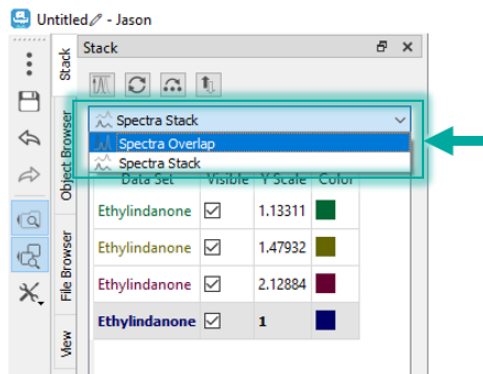 Untitled - Jason
Stack
Stack
Object Browser
File Browser
View
Spectra Stack
Spectra Overlap
Spectra Stack
Data Set Visible Y Scale Color
Ethylindanone 1.13311
Ethylindanone 1.47932
Ethylindanone 2.12884
Ethylindanone 1